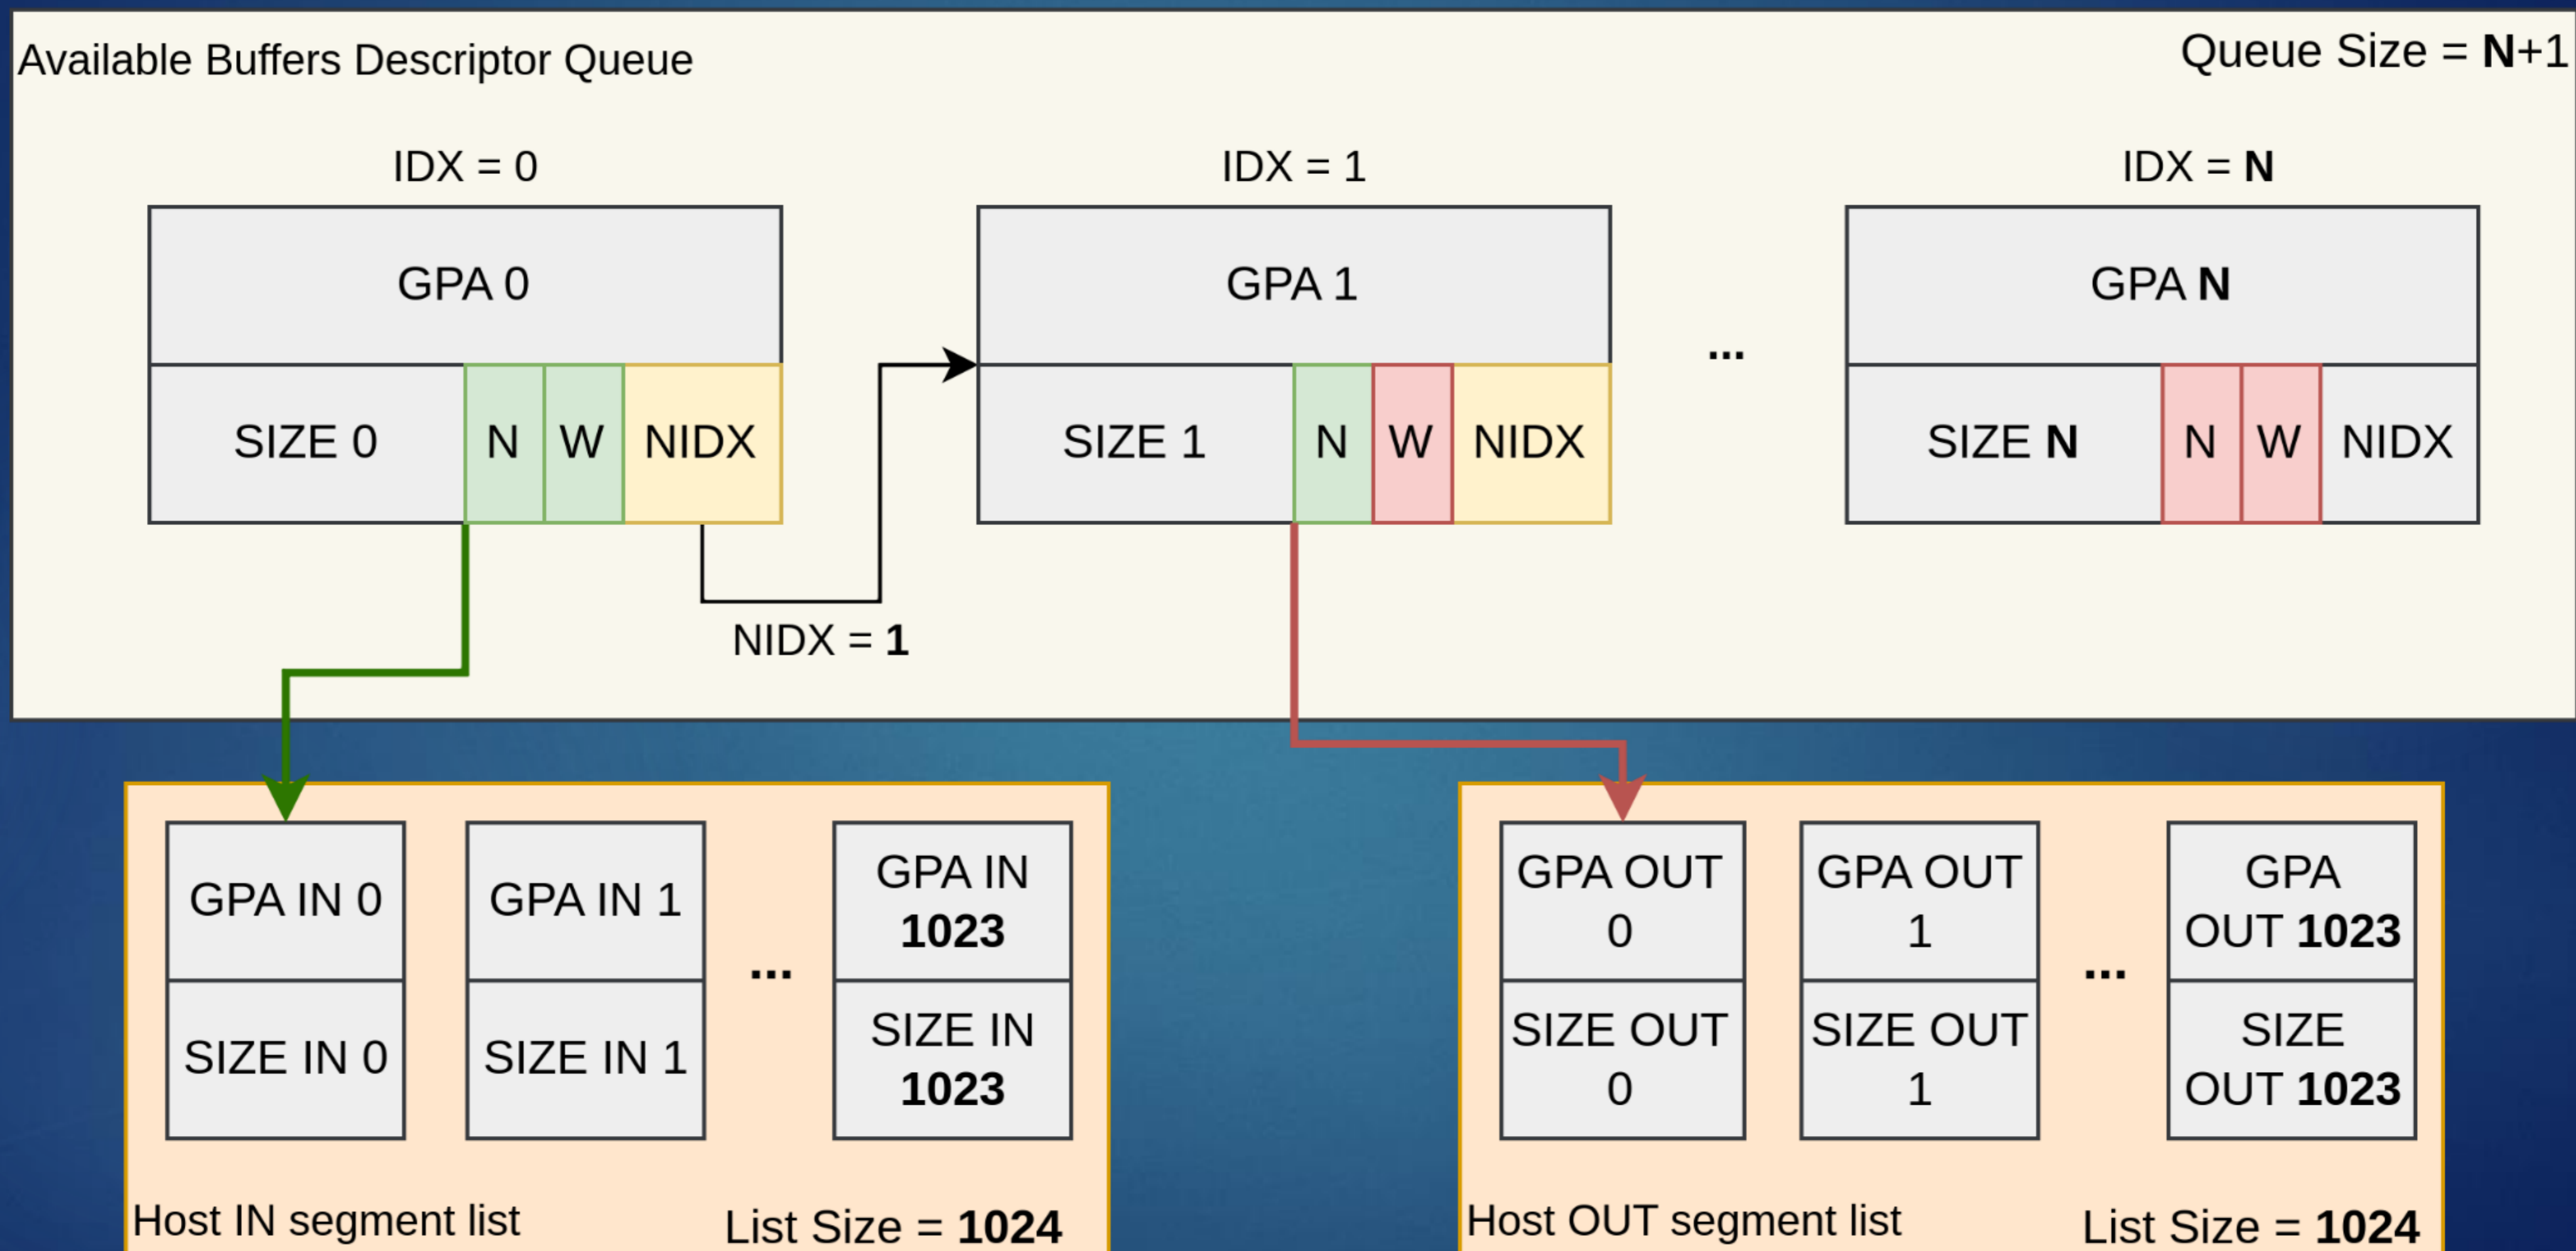 Available Buffers Descriptor Queue
Queue Size = N+1
IDX = 0
IDX = 1
IDX = N
GPA 0
GPA 1
...
GPA N
SIZE 0
N
W
NIDX
SIZE 1
N
W
NIDX
SIZE N
N
W
NIDX
NIDX = 1
GPA IN 0
GPA IN 1
GPA IN
1023
SIZE IN 0
SIZE IN 1
...
SIZE IN
1023
Host IN segment list
List Size = 1024
GPA OUT
0
GPA OUT
1
GPA
OUT 1023
SIZE OUT
0
SIZE OUT
1
...
SIZE
OUT 1023
Host OUT segment list
List Size = 1024